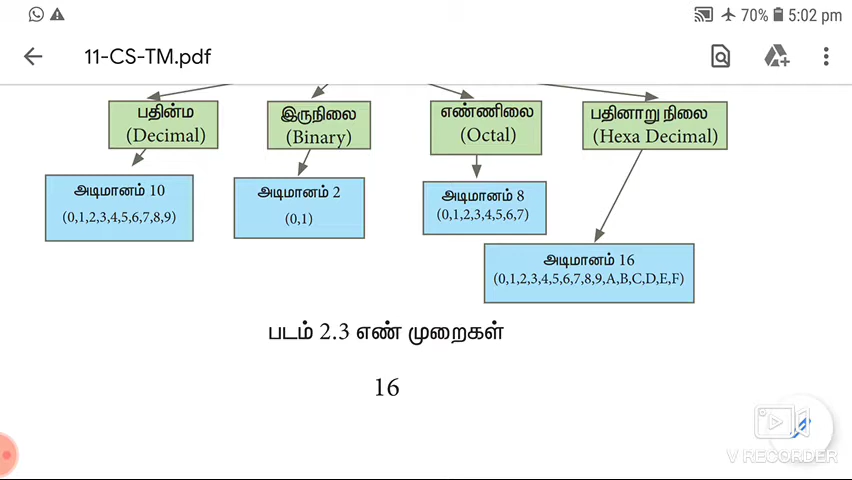 70% 5:02 pm
11-CS-TM.pdf
பதின்ம
(Decimal)
இருநிலை
(Binary)
எண்ணிலை
(Octal)
பதினாறு நிலை
(Hexa Decimal)
அடிமானம் 10
(0,1,2,3,4,5,6,7,8,9)
அடிமானம் 2
(0,1)
அடிமானம் 8
(0,1,2,3,4,5,6,7)
அடிமானம் 16
(0,1,2,3,4,5,6,7,8,9,A,B,C,D,E,F)
படம் 2.3 எண் முறைகள்
16
V RECORDER